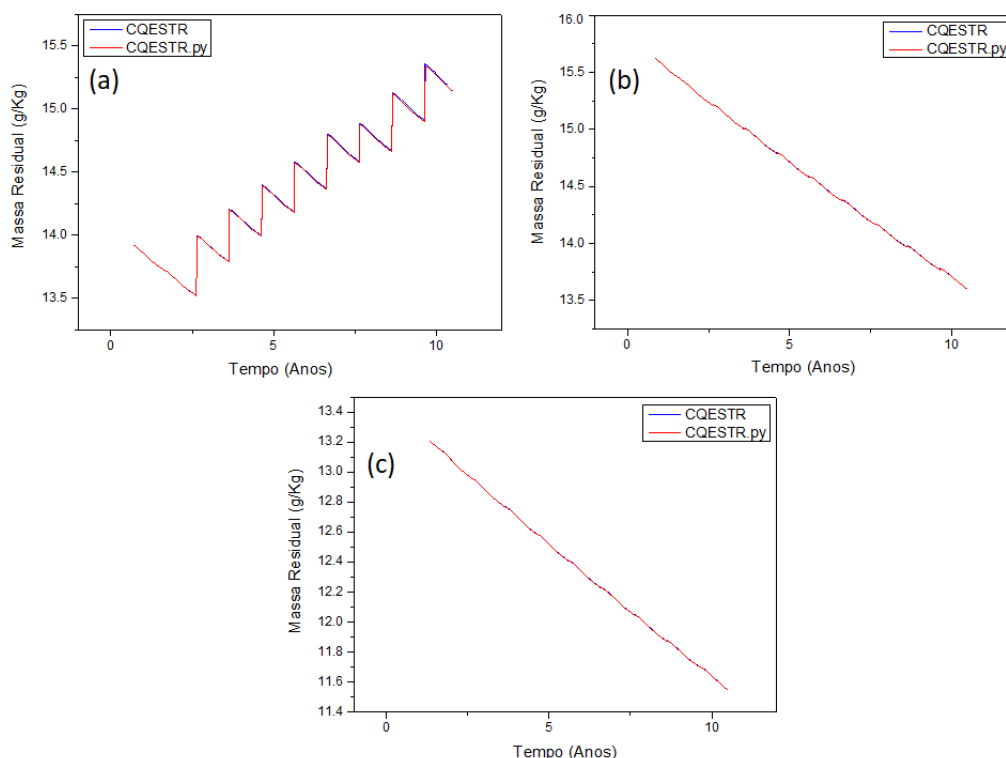 CQESTR
CQESTR.py
(a)
15.5
15.0
14.5
14.0
13.5
Massa Residual (g/Kg)
0
5
10
Tempo (Anos)
CQESTR
CQESTR.py
(b)
16.0
15.5
15.0
14.5
14.0
13.5
Massa Residual (g/Kg)
0
5
10
Tempo (Anos)
CQESTR
CQESTR.py
(c)
13.4
13.2
13.0
12.8
12.6
12.4
12.2
12.0
11.8
11.6
11.4
Massa Residual (g/Kg)
0
5
10
Tempo (Anos)